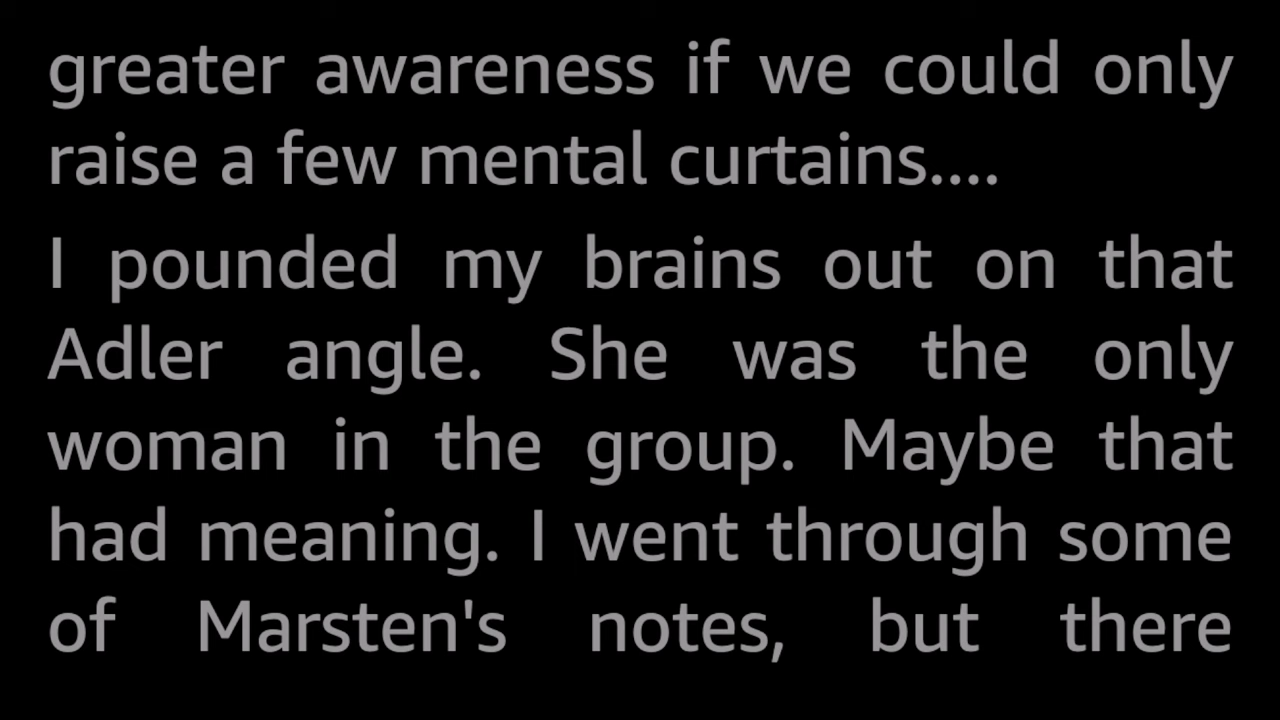 greater awareness if we could only
raise a few mental curtains....
I pounded my brains out on that
Adler angle. She was the only
woman in the group. Maybe that
had meaning. I went through some
of Marsten's notes, but there